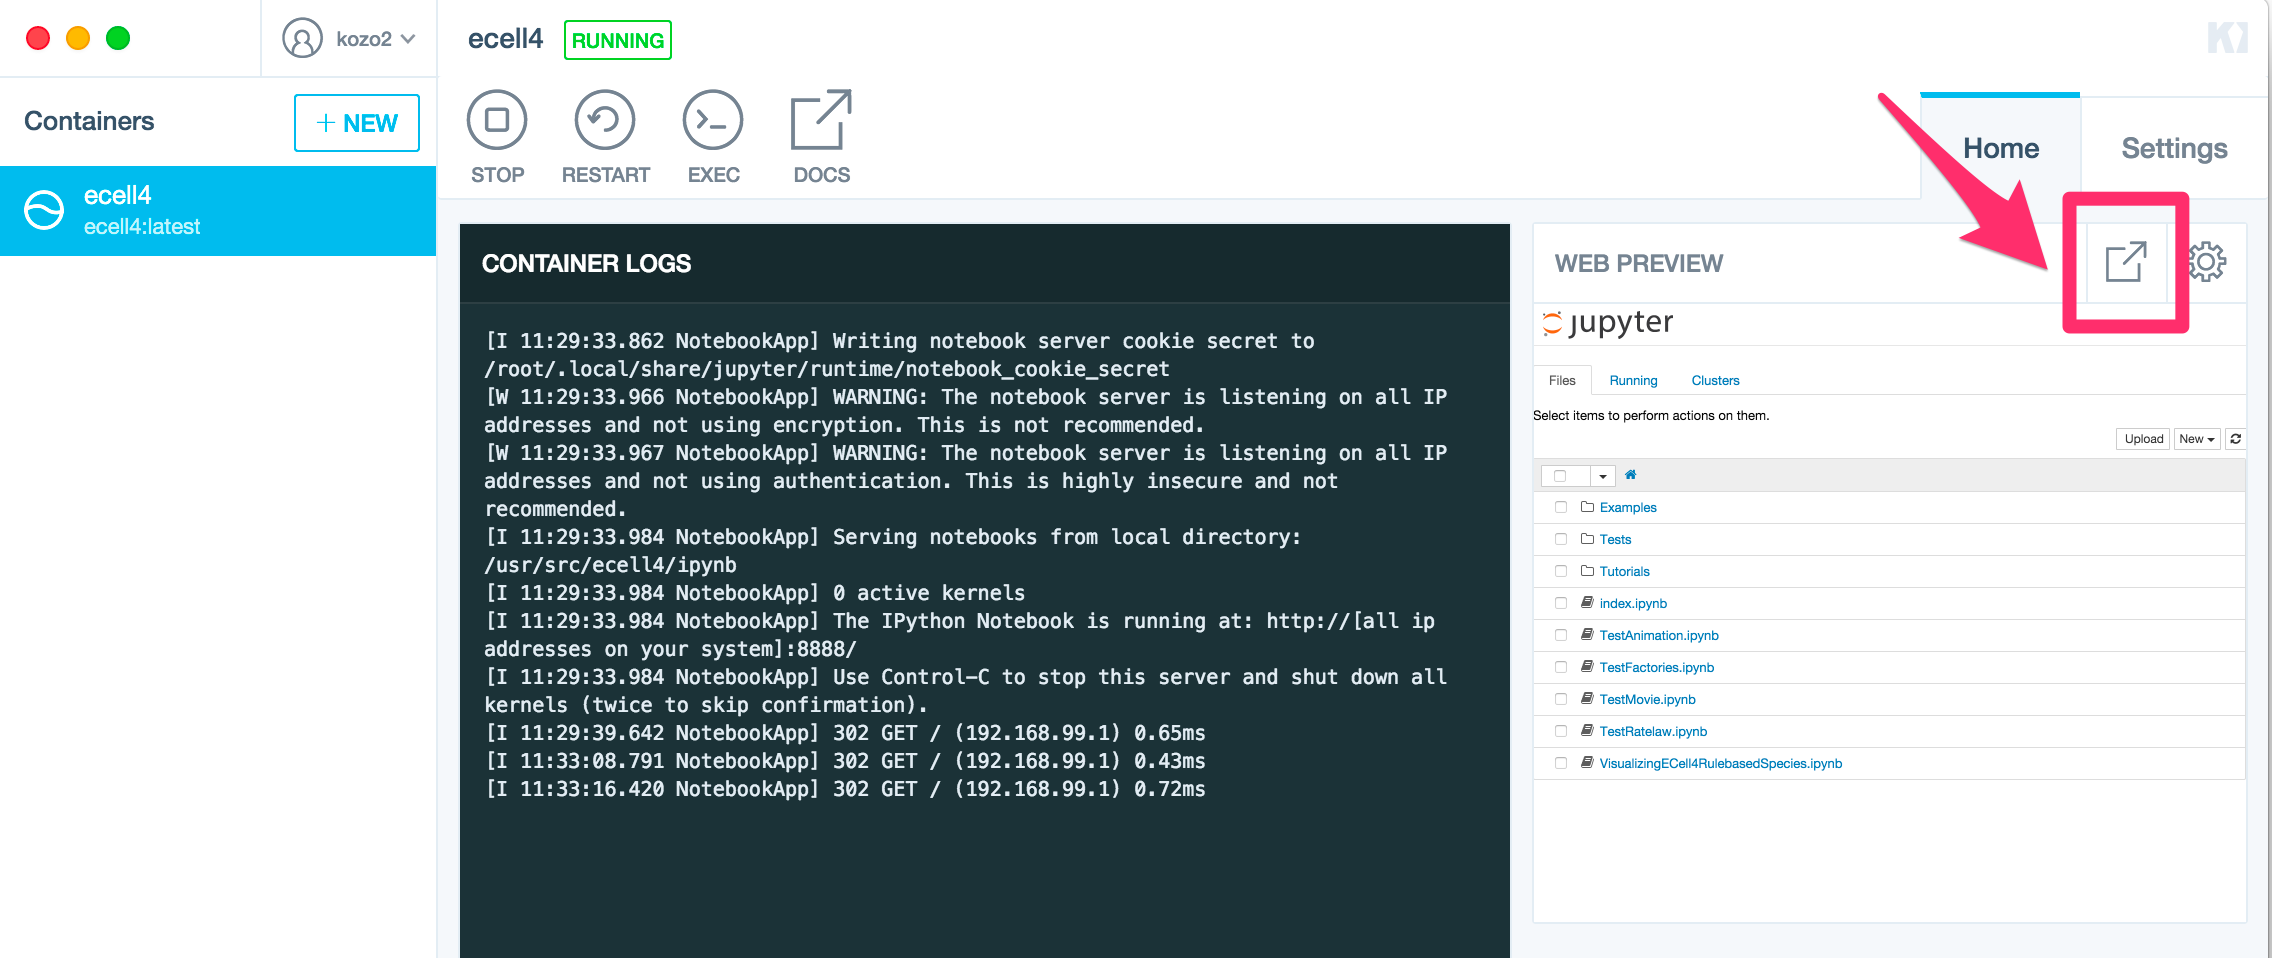 kozo2
ecell4 RUNNING
Containers
+ NEW
ecell4
ecell4:latest
STOP RESTART EXEC DOCS
Home Settings
CONTAINER LOGS
[I 11:29:33.862 NotebookApp] Writing notebook server cookie secret to
/root/.local/share/jupyter/runtime/notebook_cookie_secret
[W 11:29:33.966 NotebookApp] WARNING: The notebook server is listening on all IP
addresses and not using encryption. This is not recommended.
[W 11:29:33.967 NotebookApp] WARNING: The notebook server is listening on all IP
addresses and not using authentication. This is highly insecure and not
recommended.
[I 11:29:33.984 NotebookApp] Serving notebooks from local directory:
/usr/src/ecell4/ipynb
[I 11:29:33.984 NotebookApp] 0 active kernels
[I 11:29:33.984 NotebookApp] The IPython Notebook is running at: http://[all ip
addresses on your system]:8888/
[I 11:29:33.984 NotebookApp] Use Control-C to stop this server and shut down all
kernels (twice to skip confirmation).
[I 11:29:39.642 NotebookApp] 302 GET / (192.168.99.1) 0.65ms
[I 11:33:08.791 NotebookApp] 302 GET / (192.168.99.1) 0.43ms
[I 11:33:16.420 NotebookApp] 302 GET / (192.168.99.1) 0.72ms
WEB PREVIEW
jupyter
Files Running Clusters
Select items to perform actions on them.
Upload New
Examples
Tests
Tutorials
index.ipynb
TestAnimation.ipynb
TestFactories.ipynb
TestMovie.ipynb
TestRatelaw.ipynb
VisualizingECell4RulebasedSpecies.ipynb